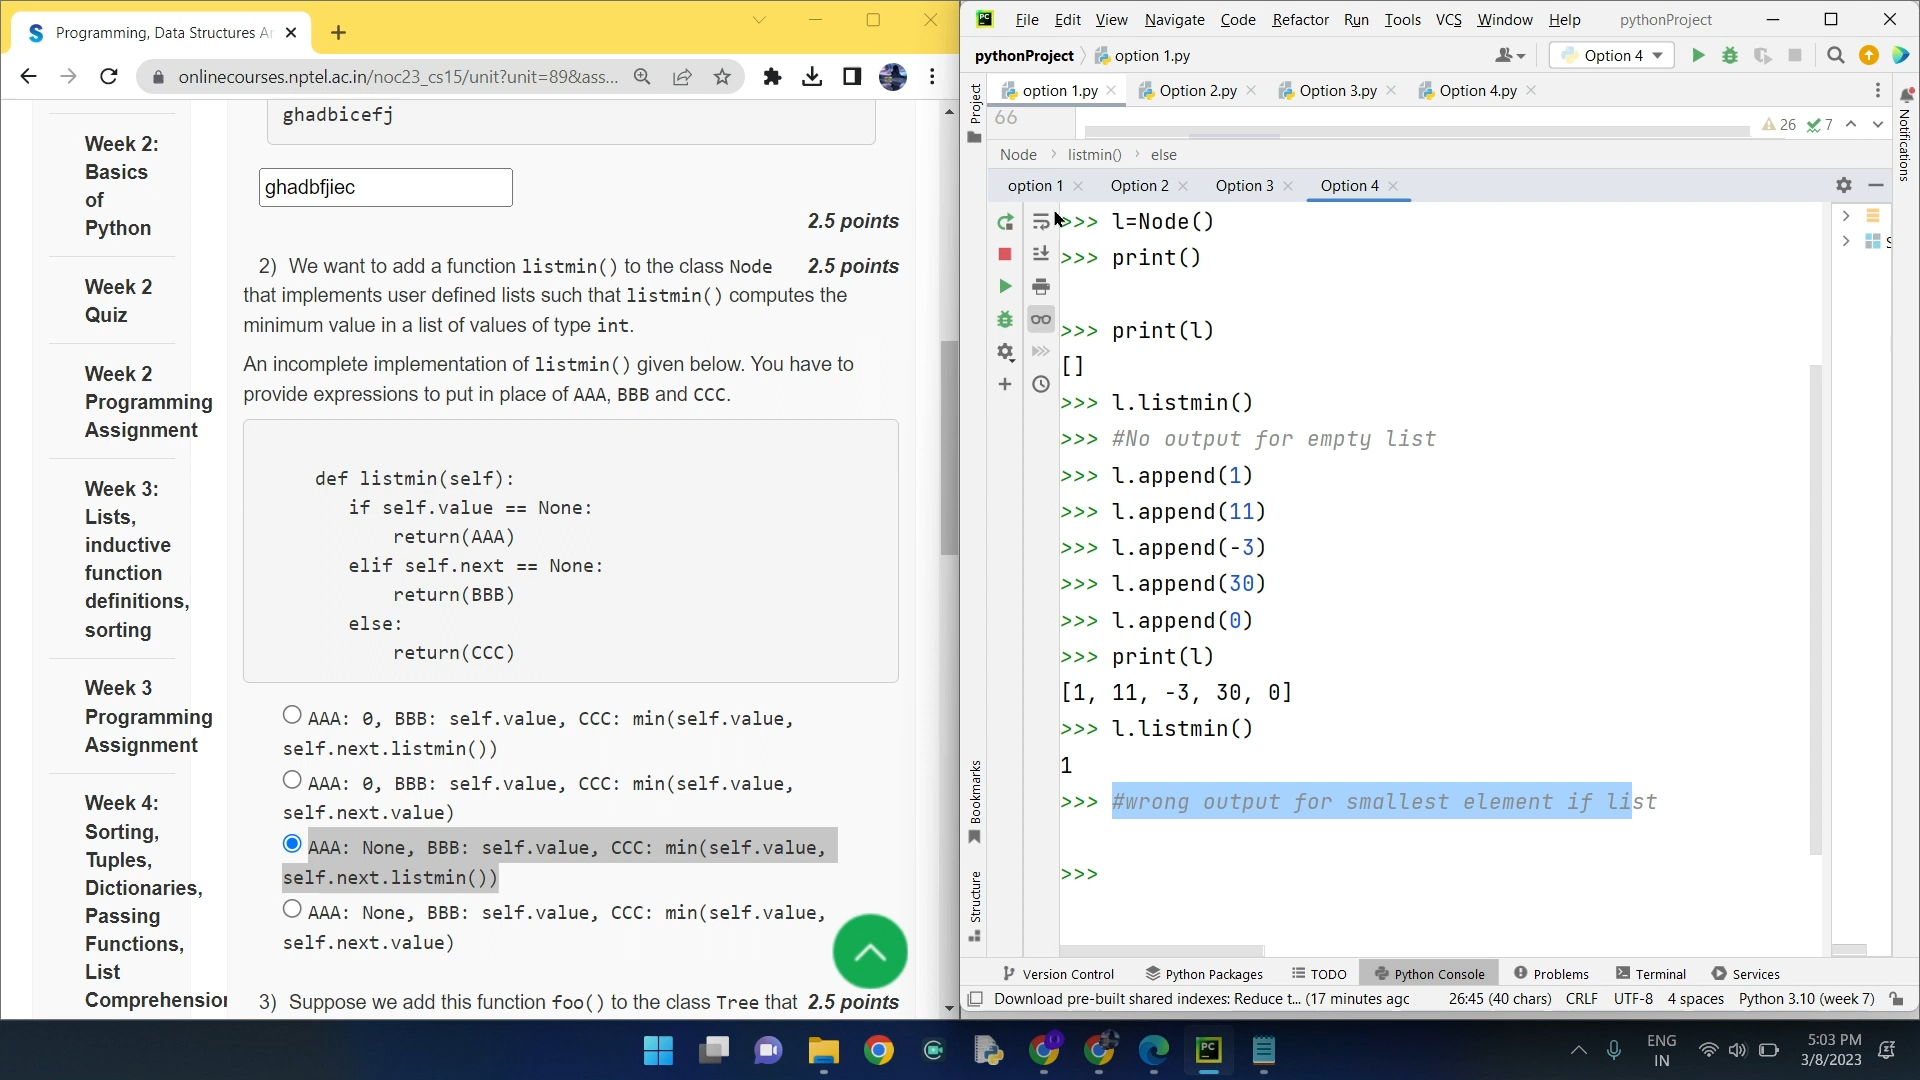 Programming, Data Structures Ar
onlinecourses.nptel.ac.in/noc23_cs15/unit?unit=89&ass...
Week 2:
Basics
of
Python
Week 2
Quiz
Week 2
Programming
Assignment
Week 3:
Lists,
inductive
function
definitions,
sorting
Week 3
Programming
Assignment
Week 4:
Sorting,
Tuples,
Dictionaries,
Passing
Functions,
List
Comprehension
ghadbicefj
ghadbfjiec
2.5 points
2) We want to add a function listmin() to the class Node 2.5 points
that implements user defined lists such that listmin() computes the
minimum value in a list of values of type int.
An incomplete implementation of listmin() given below. You have to
provide expressions to put in place of AAA, BBB and CCC.
def listmin(self):
if self.value == None:
return(AAA)
elif self.next == None:
return(BBB)
else:
return(CCC)
AAA: 0, BBB: self.value, CCC: min(self.value,
self.next.listmin())
AAA: 0, BBB: self.value, CCC: min(self.value,
self.next.value)
AAA: None, BBB: self.value, CCC: min(self.value,
self.next.listmin())
AAA: None, BBB: self.value, CCC: min(self.value,
self.next.value)
3) Suppose we add this function foo() to the class Tree that 2.5 points
PC File Edit View Navigate Code Refactor Run Tools VCS Window Help pythonProject
pythonProject option 1.py Option 4
option 1.py Option 2.py Option 3.py Option 4.py
66 26 7
Node listmin() else
option 1 Option 2 Option 3 Option 4
Project
Bookmarks
Structure
Notifications
>>> l=Node()
>>> print()
>>> print(l)
[]
>>> l.listmin()
>>> #No output for empty list
>>> l.append(1)
>>> l.append(11)
>>> l.append(-3)
>>> l.append(30)
>>> l.append(0)
>>> print(l)
[1, 11, -3, 30, 0]
>>> l.listmin()
1
>>> #wrong output for smallest element if list
>>>
Version Control Python Packages TODO Python Console Problems Terminal Services
Download pre-built shared indexes: Reduce t... (17 minutes agc 26:45 (40 chars) CRLF UTF-8 4 spaces Python 3.10 (week 7)
PC
ENG
IN
5:03 PM
3/8/2023